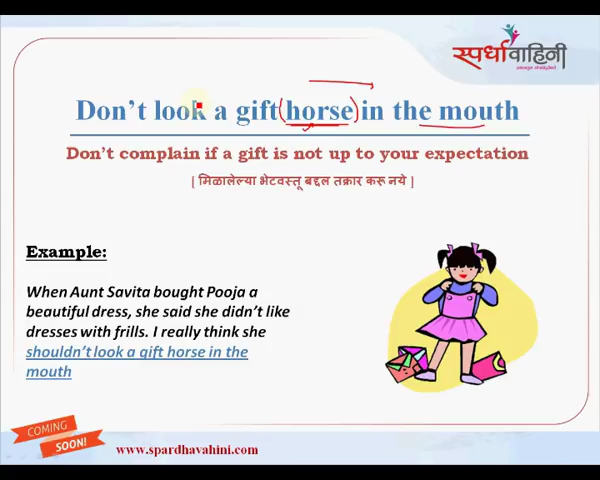 स्पर्धावाहिनी
Don't look a gift horse in the mouth
Don't complain if a gift is not up to your expectation
[ मिळालेल्या भेटवस्तू बद्दल तक्रार करू नये ]
Example:
When Aunt Savita bought Pooja a
beautiful dress, she said she didn't like
dresses with frills. I really think she
shouldn't look a gift horse in the
mouth
COMING
SOON!
www.spardhavahini.com